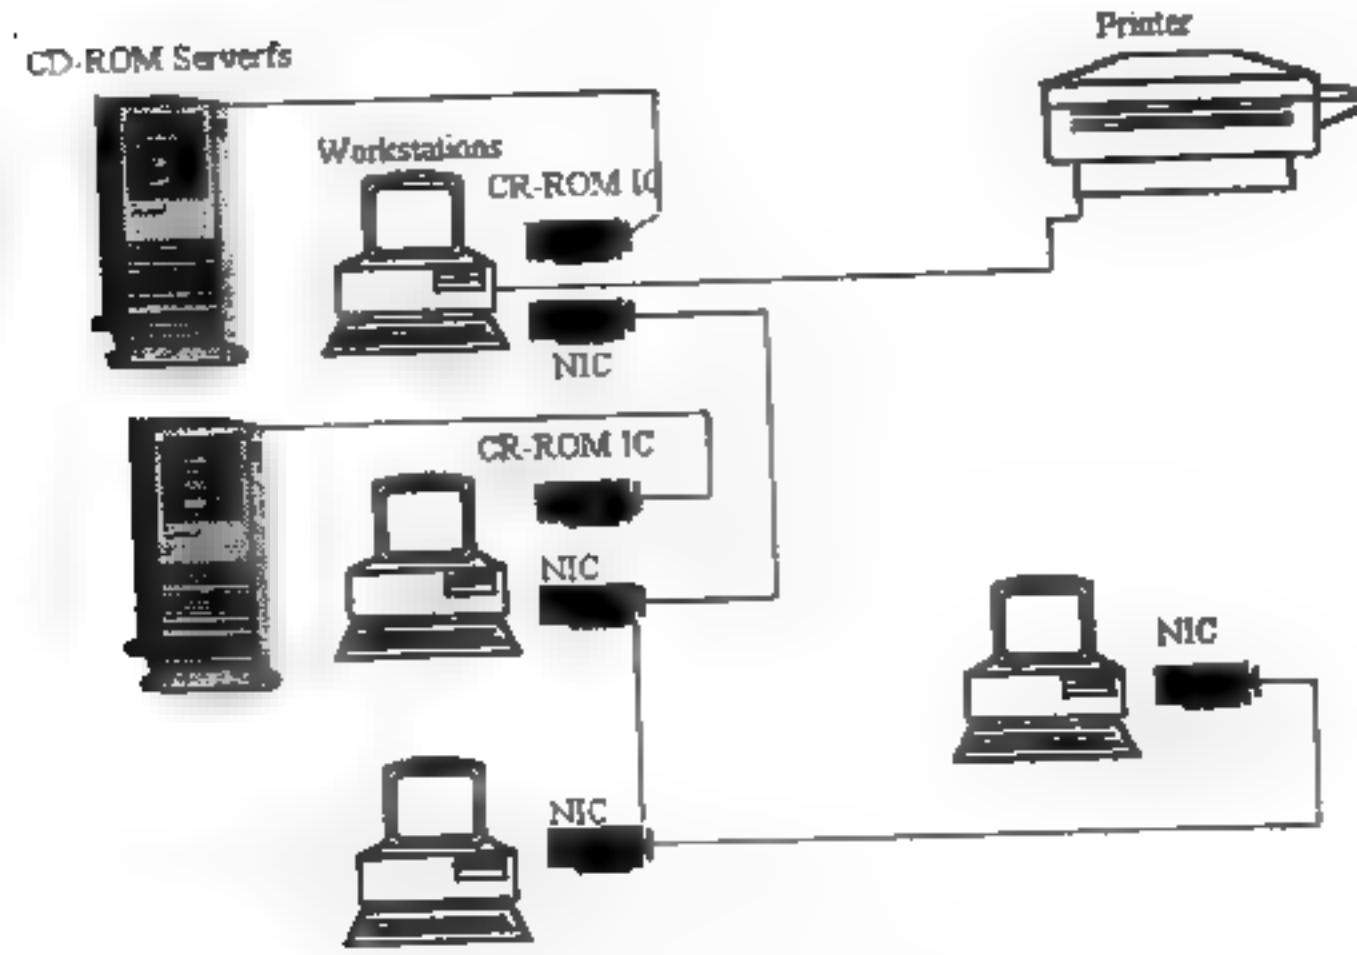 Printer
CD-ROM Serverfs
Workstations
CR-ROM IC
NIC
CR-ROM IC
NIC
NIC
NIC